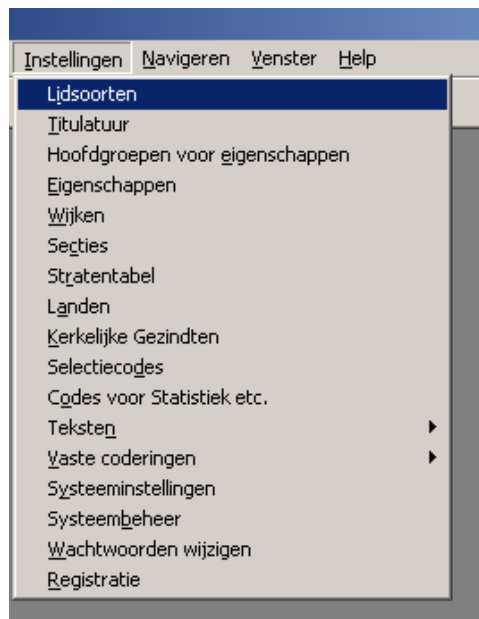 Instellingen Navigeren Venster Help
Lidsoorten
Titulatuur
Hoofdgroepen voor eigenschappen
Eigenschappen
Wijken
Secties
Stratentabel
Landen
Kerkelijke Gezindten
Selectiecodes
Codes voor Statistiek etc.
Teksten
Vaste coderingen
Systeeminstellingen
Systeembeheer
Wachtwoorden wijzigen
Registratie